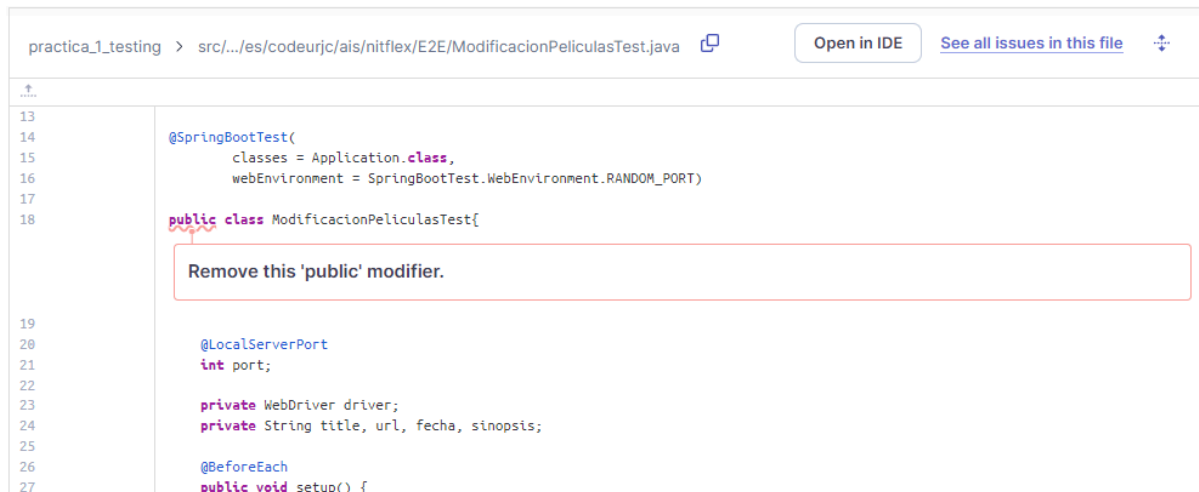 practica_1_testing > src/.../es/codeurjc/ais/nitflex/E2E/ModificacionPeliculasTest.java Open in IDE See all issues in this file
13
14 @SpringBootTest(
15 classes = Application.class,
16 webEnvironment = SpringBootTest.WebEnvironment.RANDOM_PORT)
17
18 public class ModificacionPeliculasTest{
Remove this 'public' modifier.
19
20 @LocalServerPort
21 int port;
22
23 private WebDriver driver;
24 private String title, url, fecha, sinopsis;
25
26 @BeforeEach
27 public void setup() {